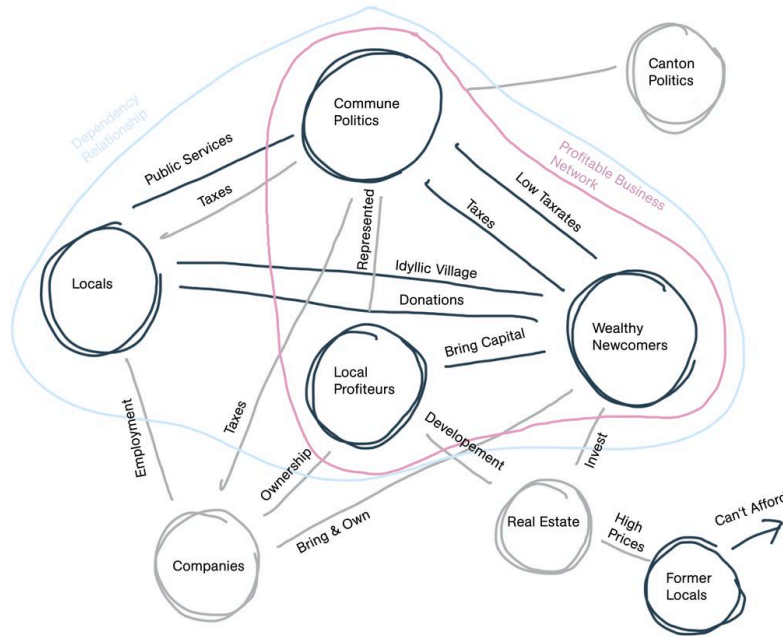 Canton
Politics
Commune
Politics
Dependency
Relationship
Public Services
Profitable Business
Network
Low Taxrates
Taxes
Taxes
Represented
Idyllic Village
Locals
Donations
Wealthy
Newcomers
Bring Capital
Local
Profiteurs
Employment
Taxes
Developement
Ownership
Invest
Bring & Own
Real Estate
High
Prices
Can't Afford
Companies
Former
Locals